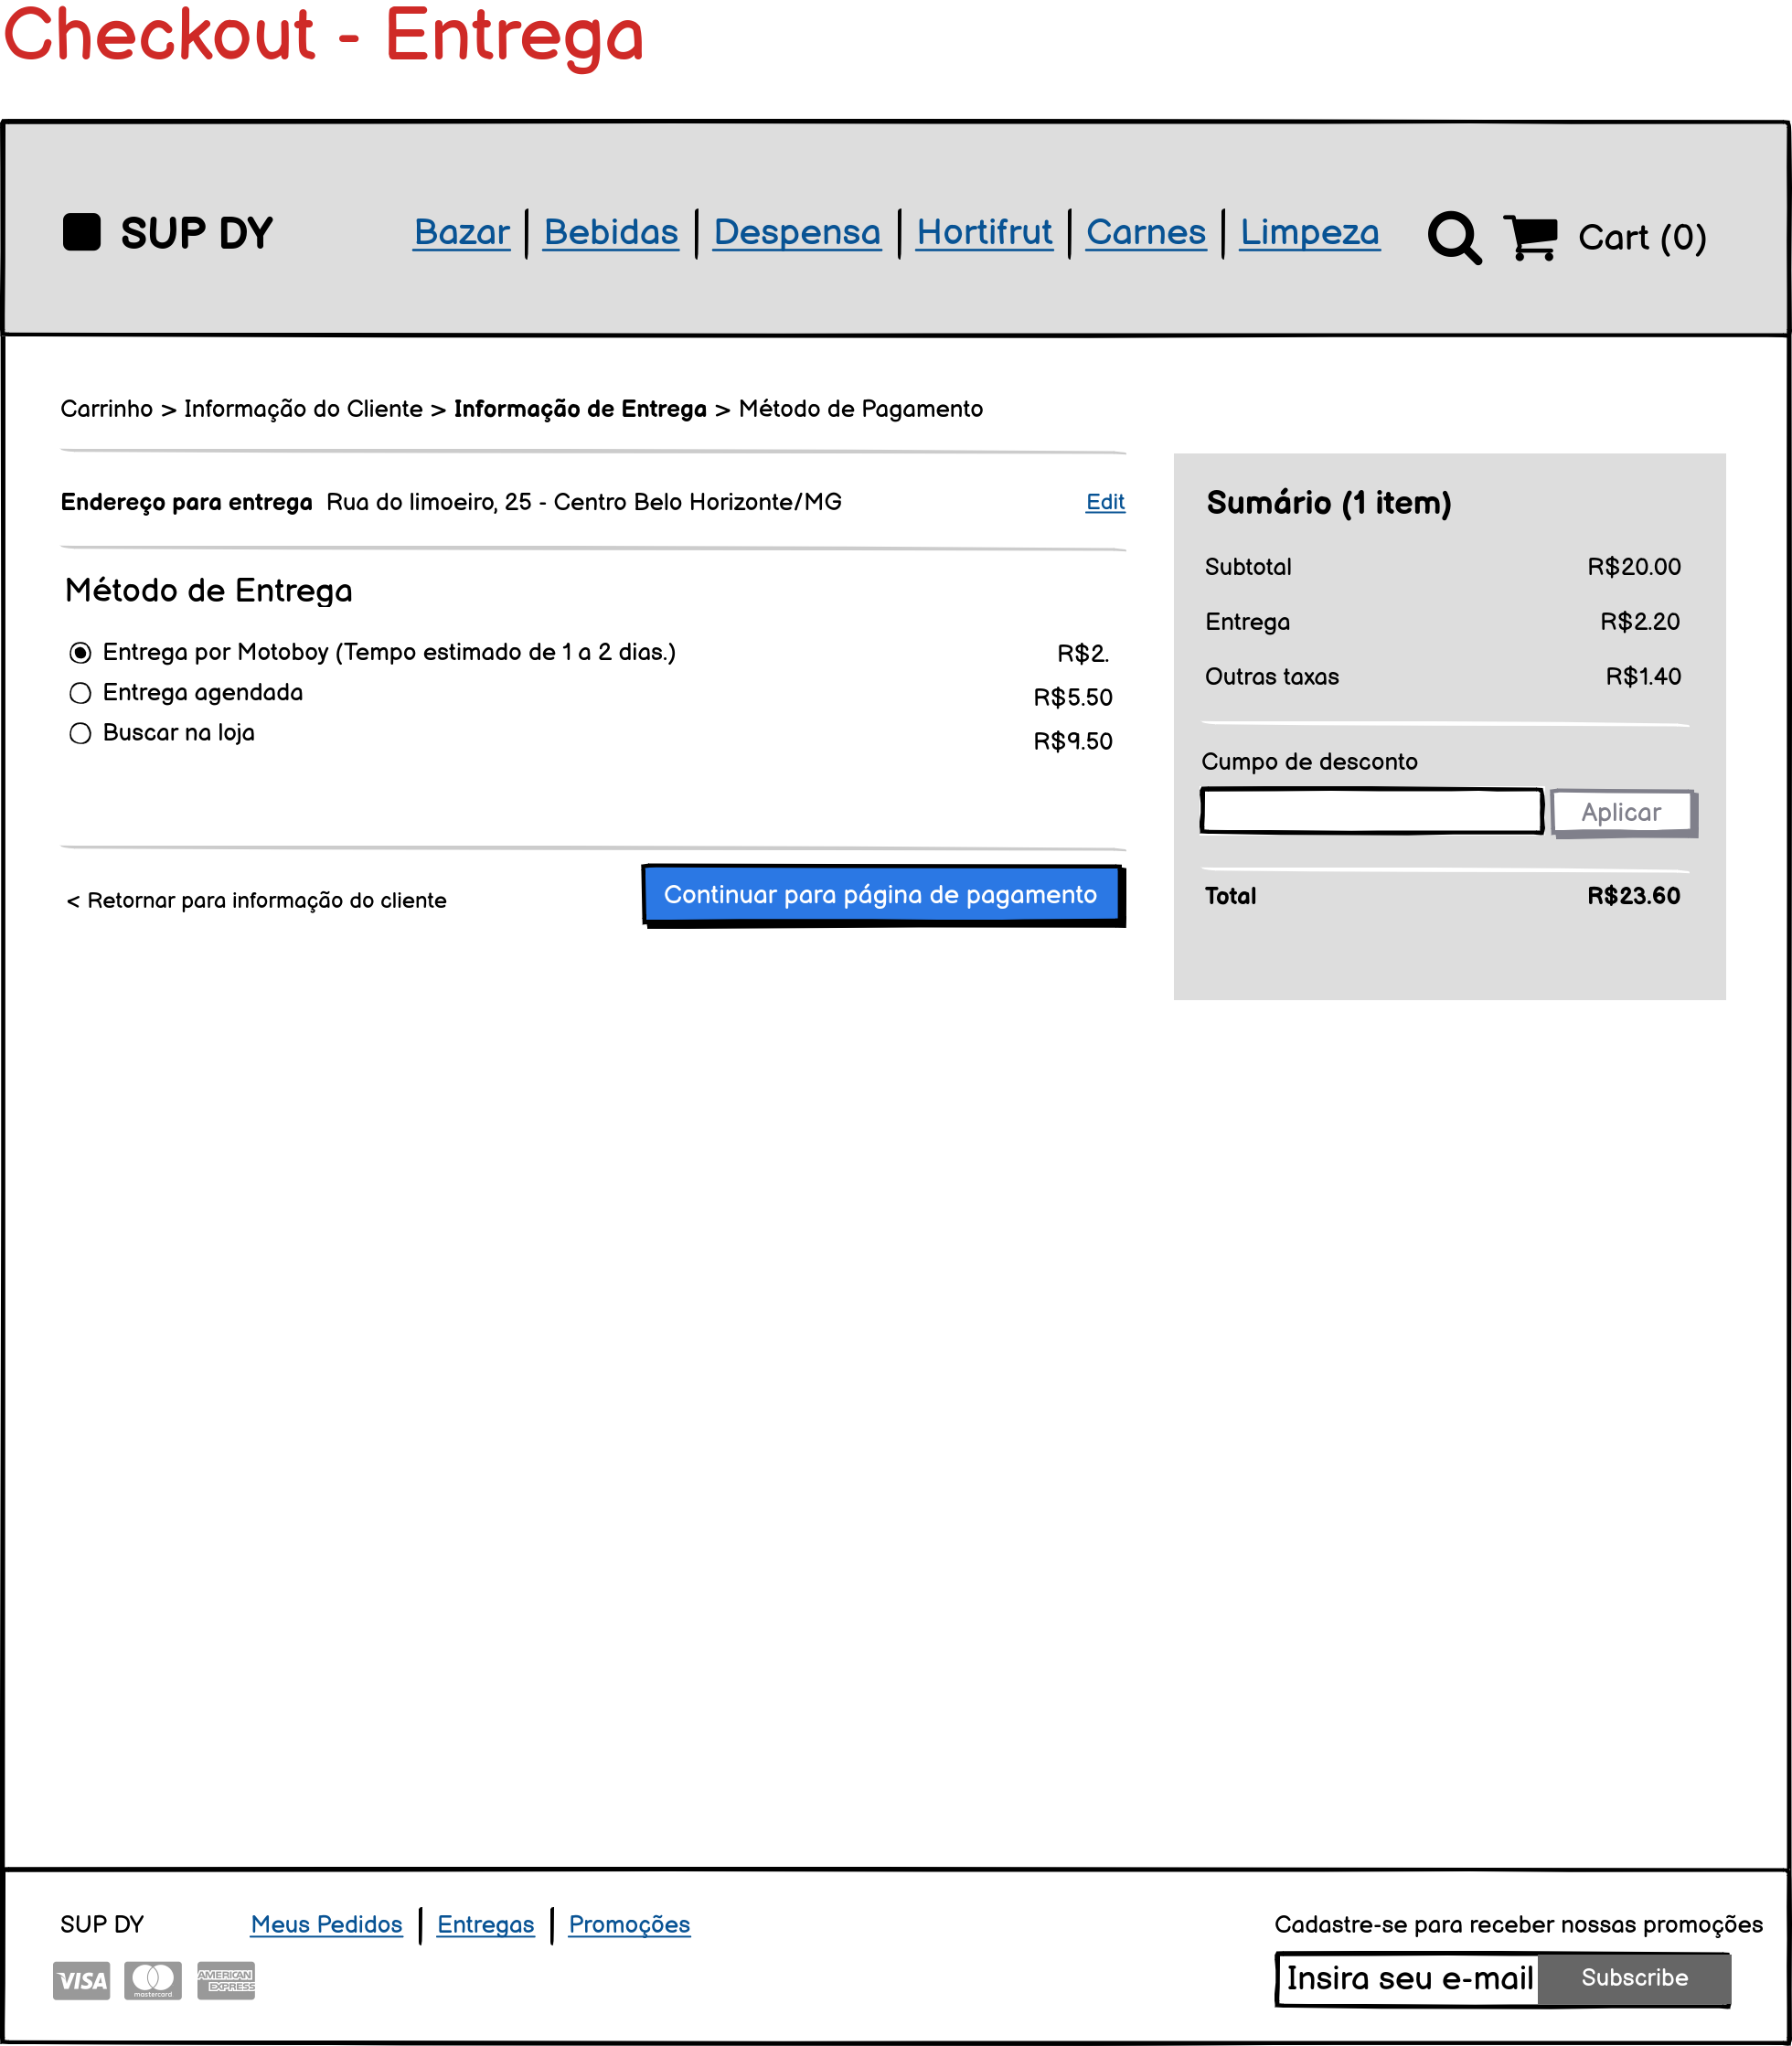 Checkout - Entrega
SUP DY Bazar Bebidas Despensa Hortifrut Carnes Limpeza Cart (0)
Carrinho > Informação do Cliente > Informação de Entrega > Método de Pagamento
Endereço para entrega Rua do limoeiro, 25 - Centro Belo Horizonte/MG Edit
Método de Entrega
Entrega por Motoboy (Tempo estimado de 1 a 2 dias.) R$2.
Entrega agendada R$5.50
Buscar na loja R$9.50
< Retornar para informação do cliente Continuar para página de pagamento
Sumário (1 item)
Subtotal R$20.00
Entrega R$2.20
Outras taxas R$1.40
Cumpo de desconto
Aplicar
Total R$23.60
SUP DY Meus Pedidos Entregas Promoções
VISA mastercard AMERICAN EXPRESS
Cadastre-se para receber nossas promoções
Insira seu e-mail Subscribe